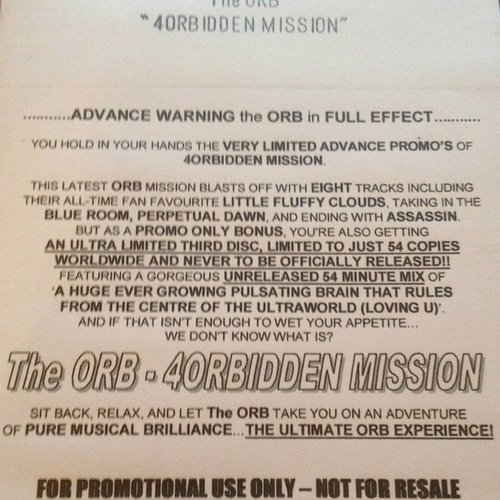 The ORB
"4ORBIDDEN MISSION"
...........ADVANCE WARNING the ORB in FULL EFFECT...........
YOU HOLD IN YOUR HANDS THE VERY LIMITED ADVANCE PROMO'S OF
4ORBIDDEN MISSION.
THIS LATEST ORB MISSION BLASTS OFF WITH EIGHT TRACKS INCLUDING
THEIR ALL-TIME FAN FAVOURITE LITTLE FLUFFY CLOUDS, TAKING IN THE
BLUE ROOM, PERPETUAL DAWN, AND ENDING WITH ASSASSIN.
BUT AS A PROMO ONLY BONUS, YOU'RE ALSO GETTING
AN ULTRA LIMITED THIRD DISC, LIMITED TO JUST 54 COPIES
WORLDWIDE AND NEVER TO BE OFFICIALLY RELEASED!!
FEATURING A GORGEOUS UNRELEASED 54 MINUTE MIX OF
'A HUGE EVER GROWING PULSATING BRAIN THAT RULES
FROM THE CENTRE OF THE ULTRAWORLD (LOVING U)'.
AND IF THAT ISN'T ENOUGH TO WET YOUR APPETITE...
WE DON'T KNOW WHAT IS?
The ORB - 4ORBIDDEN MISSION
SIT BACK, RELAX, AND LET The ORB TAKE YOU ON AN ADVENTURE
OF PURE MUSICAL BRILLIANCE...THE ULTIMATE ORB EXPERIENCE!
FOR PROMOTIONAL USE ONLY – NOT FOR RESALE